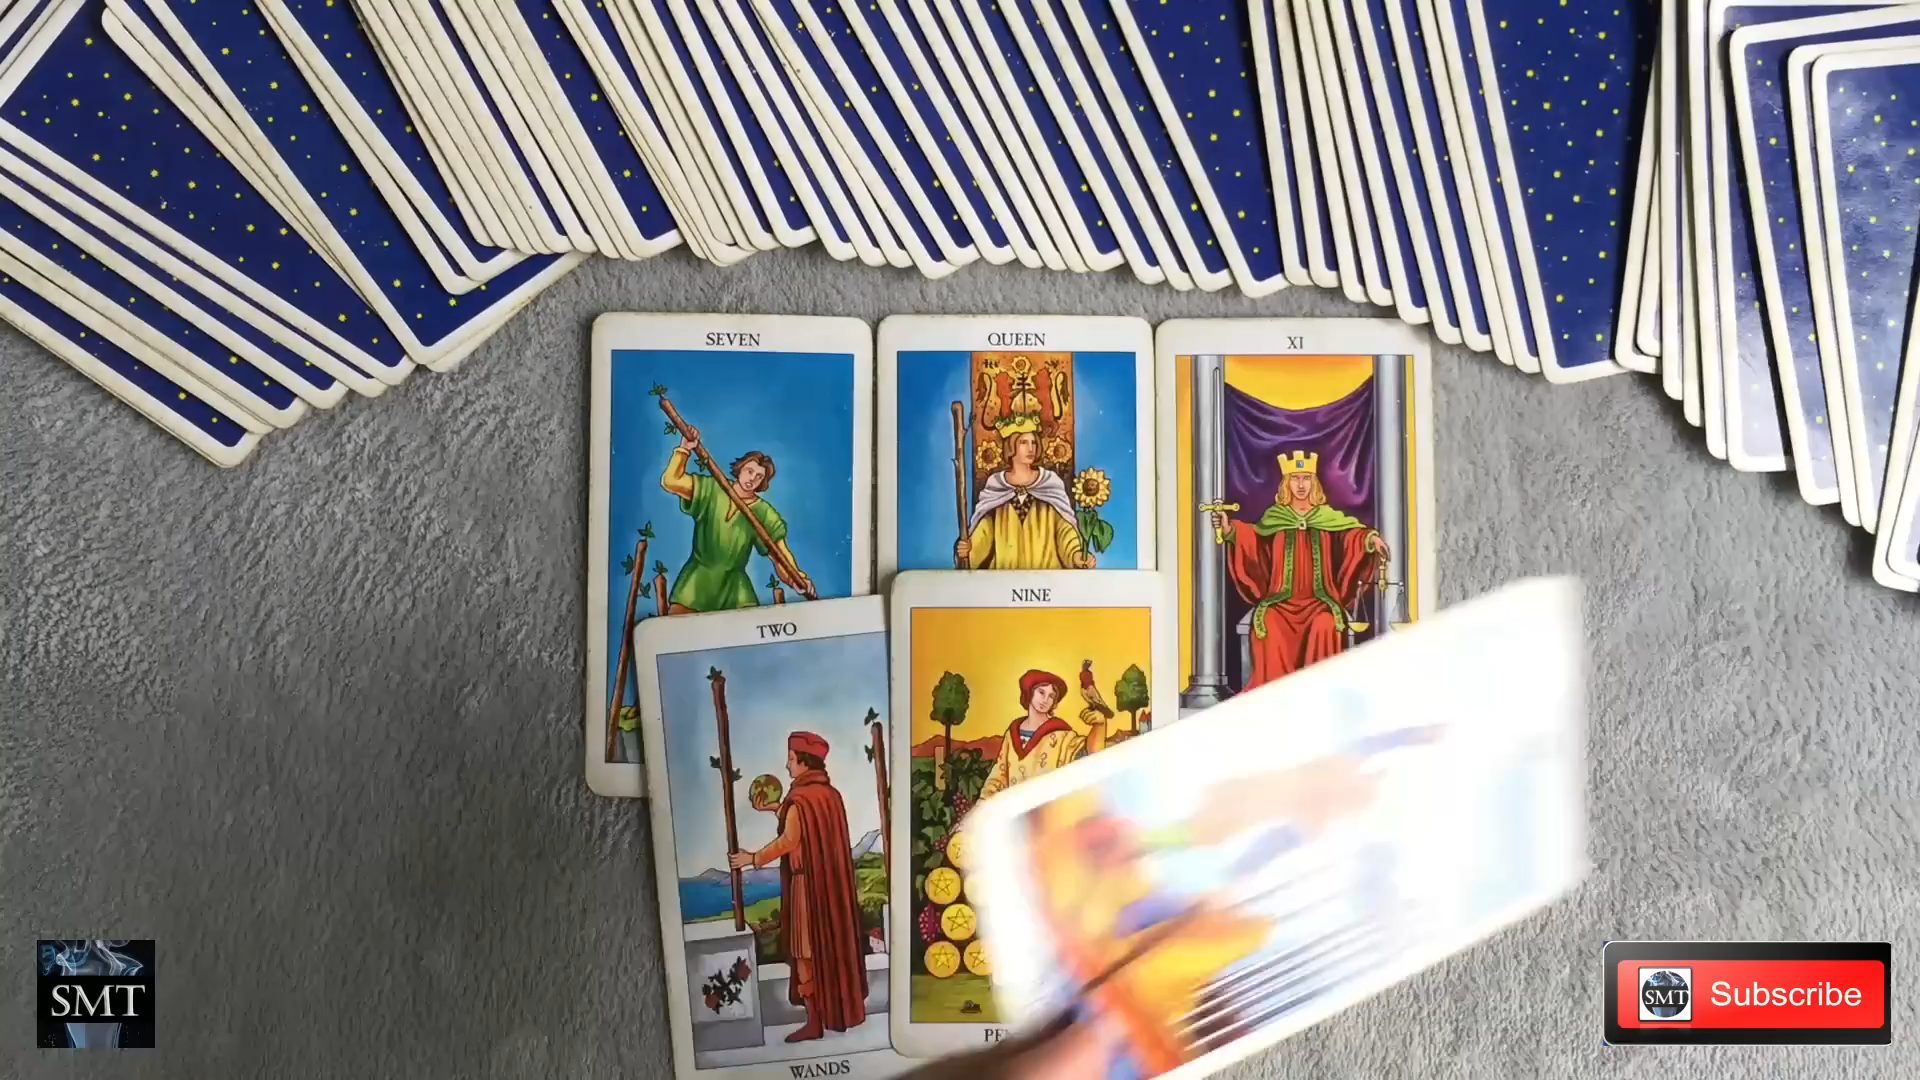 SEVEN
QUEEN
XI
TWO
NINE
WANDS
SMT
SMT
Subscribe